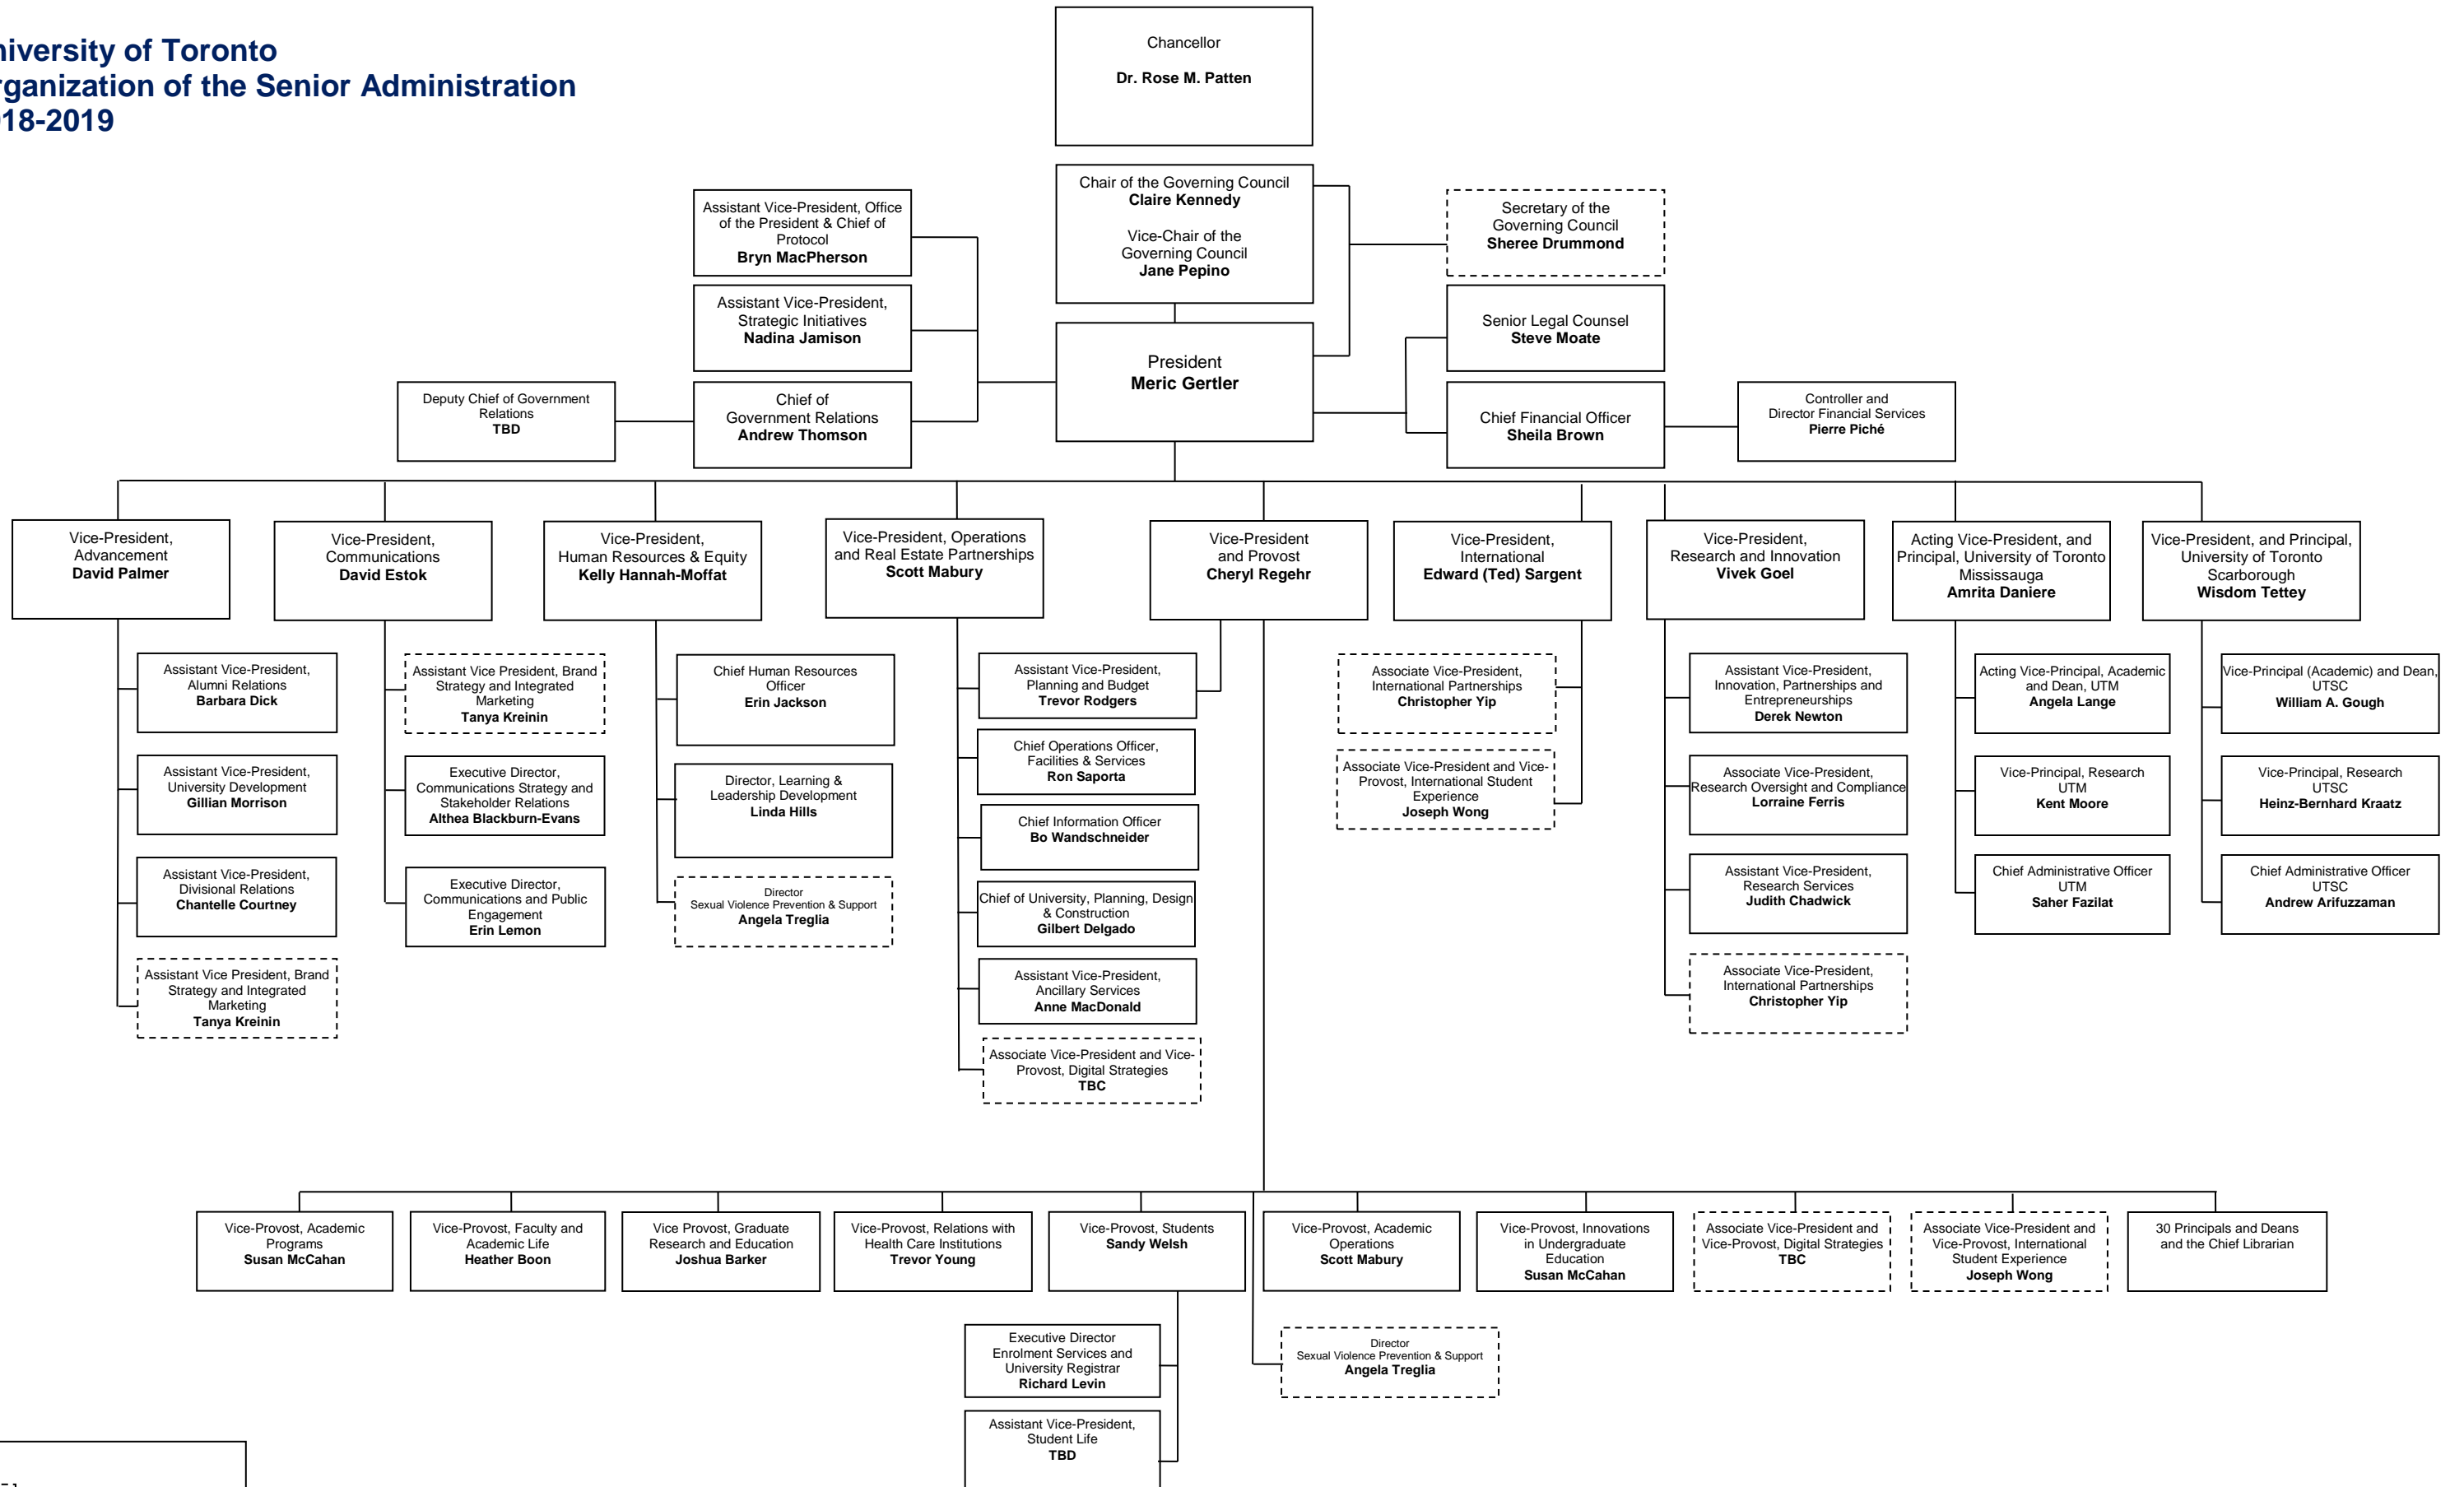 niversity of Toronto
rganization of the Senior Administration
18-2019
Chancellor
Dr. Rose M. Patten
Chair of the Governing Council
Claire Kennedy
Vice-Chair of the
Governing Council
Jane Pepino
Assistant Vice-President, Office
of the President & Chief of
Protocol
Bryn MacPherson
Secretary of the
Governing Council
Sheree Drummond
Assistant Vice-President,
Strategic Initiatives
Nadina Jamison
Senior Legal Counsel
Steve Moate
President
Meric Gertler
Deputy Chief of Government
Relations
TBD
Chief of
Government Relations
Andrew Thomson
Chief Financial Officer
Sheila Brown
Controller and
Director Financial Services
Pierre Piché
Vice-President,
Advancement
David Palmer
Vice-President,
Communications
David Estok
Vice-President,
Human Resources & Equity
Kelly Hannah-Moffat
Vice-President, Operations
and Real Estate Partnerships
Scott Mabury
Vice-President
and Provost
Cheryl Regehr
Vice-President,
International
Edward (Ted) Sargent
Vice-President,
Research and Innovation
Vivek Goel
Acting Vice-President, and
Principal, University of Toronto
Mississauga
Amrita Daniere
Vice-President, and Principal,
University of Toronto
Scarborough
Wisdom Tettey
Assistant Vice-President,
Alumni Relations
Barbara Dick
Assistant Vice-President,
University Development
Gillian Morrison
Assistant Vice-President,
Divisional Relations
Chantelle Courtney
Assistant Vice President, Brand
Strategy and Integrated
Marketing
Tanya Kreinin
Assistant Vice President, Brand
Strategy and Integrated
Marketing
Tanya Kreinin
Executive Director,
Communications Strategy and
Stakeholder Relations
Althea Blackburn-Evans
Executive Director,
Communications and Public
Engagement
Erin Lemon
Chief Human Resources
Officer
Erin Jackson
Director, Learning &
Leadership Development
Linda Hills
Director
Sexual Violence Prevention & Support
Angela Treglia
Assistant Vice-President,
Planning and Budget
Trevor Rodgers
Chief Operations Officer,
Facilities & Services
Ron Saporta
Chief Information Officer
Bo Wandschneider
Chief of University, Planning, Design
& Construction
Gilbert Delgado
Assistant Vice-President,
Ancillary Services
Anne MacDonald
Associate Vice-President and Vice-
Provost, Digital Strategies
TBC
Associate Vice-President,
International Partnerships
Christopher Yip
Associate Vice-President and Vice-
Provost, International Student
Experience
Joseph Wong
Assistant Vice-President,
Innovation, Partnerships and
Entrepreneurships
Derek Newton
Associate Vice-President,
Research Oversight and Compliance
Lorraine Ferris
Assistant Vice-President,
Research Services
Judith Chadwick
Associate Vice-President,
International Partnerships
Christopher Yip
Acting Vice-Principal, Academic
and Dean, UTM
Angela Lange
Vice-Principal, Research
UTM
Kent Moore
Chief Administrative Officer
UTM
Saher Fazilat
Vice-Principal (Academic) and Dean,
UTSC
William A. Gough
Vice-Principal, Research
UTSC
Heinz-Bernhard Kraatz
Chief Administrative Officer
UTSC
Andrew Arifuzzaman
Vice-Provost, Academic
Programs
Susan McCahan
Vice-Provost, Faculty and
Academic Life
Heather Boon
Vice Provost, Graduate
Research and Education
Joshua Barker
Vice-Provost, Relations with
Health Care Institutions
Trevor Young
Vice-Provost, Students
Sandy Welsh
Vice-Provost, Academic
Operations
Scott Mabury
Vice-Provost, Innovations
in Undergraduate
Education
Susan McCahan
Associate Vice-President and
Vice-Provost, Digital Strategies
TBC
Associate Vice-President and
Vice-Provost, International
Student Experience
Joseph Wong
30 Principals and Deans
and the Chief Librarian
Executive Director
Enrolment Services and
University Registrar
Richard Levin
Director
Sexual Violence Prevention & Support
Angela Treglia
Assistant Vice-President,
Student Life
TBD